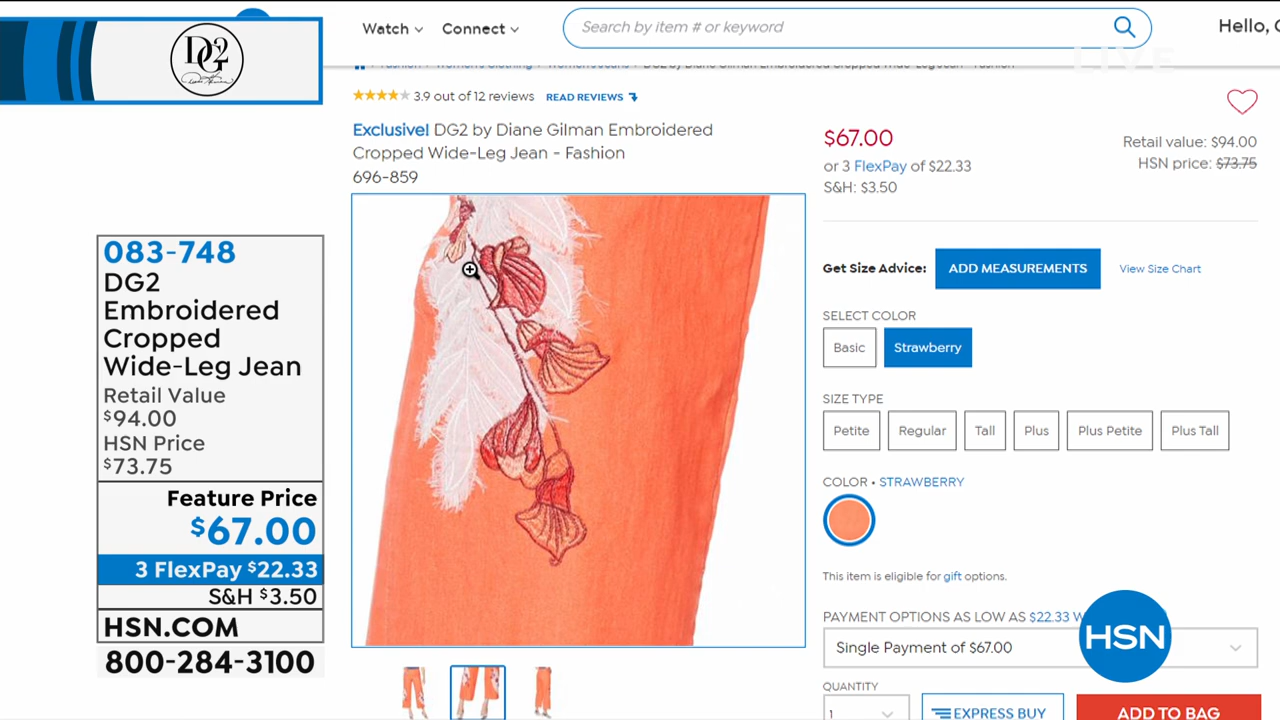 DG2
Watch
Connect
Search by item # or keyword
Hello,
LIVE
3.9 out of 12 reviews
READ REVIEWS
Exclusive! DG2 by Diane Gilman Embroidered
Cropped Wide-Leg Jean - Fashion
696-859
$67.00
or 3 FlexPay of $22.33
S&H: $3.50
Retail value: $94.00
HSN price: $73.75
Get Size Advice:
ADD MEASUREMENTS
View Size Chart
SELECT COLOR
Basic
Strawberry
SIZE TYPE
Petite
Regular
Tall
Plus
Plus Petite
Plus Tall
COLOR • STRAWBERRY
This item is eligible for gift options.
PAYMENT OPTIONS AS LOW AS $22.33 W
Single Payment of $67.00
HSN
QUANTITY
1
EXPRESS BUY
ADD TO BAG
083-748
DG2
Embroidered
Cropped
Wide-Leg Jean
Retail Value
$94.00
HSN Price
$73.75
Feature Price
$67.00
3 FlexPay $22.33
S&H $3.50
HSN.COM
800-284-3100